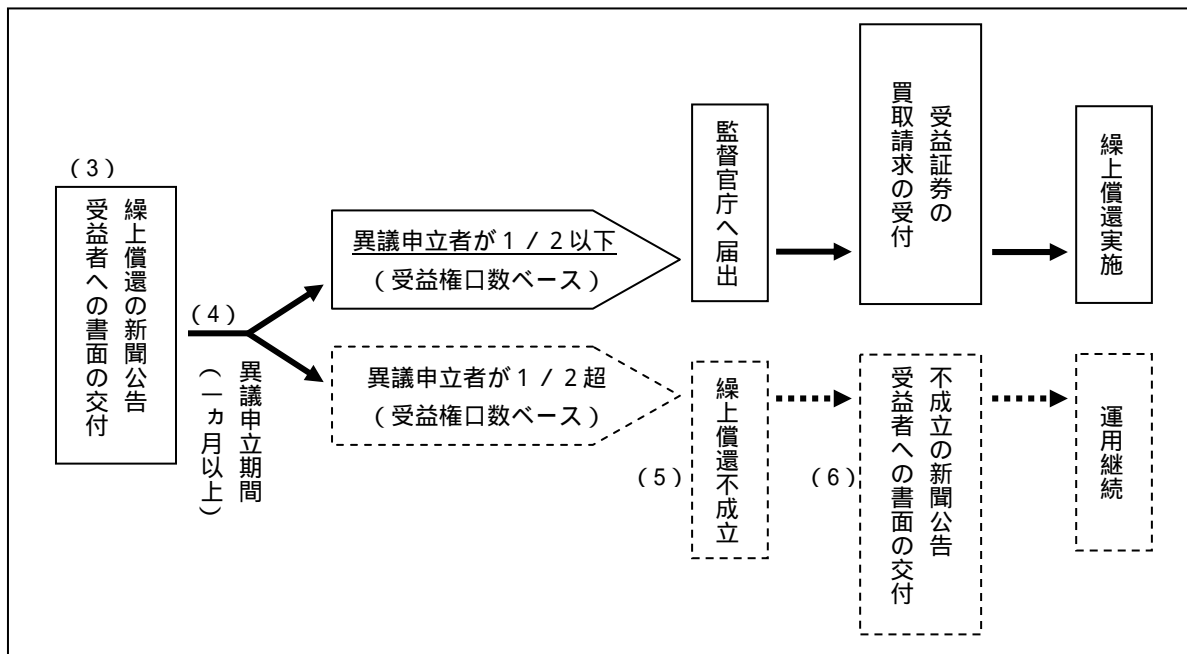 (3)
繰上償還の新聞公告
受益者への書面の交付
(4)
異議申立期間
(一ヵ月以上)
異議申立者が1/2以下
(受益権口数ベース)
監督官庁へ届出
受益証券の
買取請求の受付
繰上償還実施
異議申立者が1/2超
(受益権口数ベース)
(5)
繰上償還不成立
(6)
不成立の新聞公告
受益者への書面の交付
運用継続